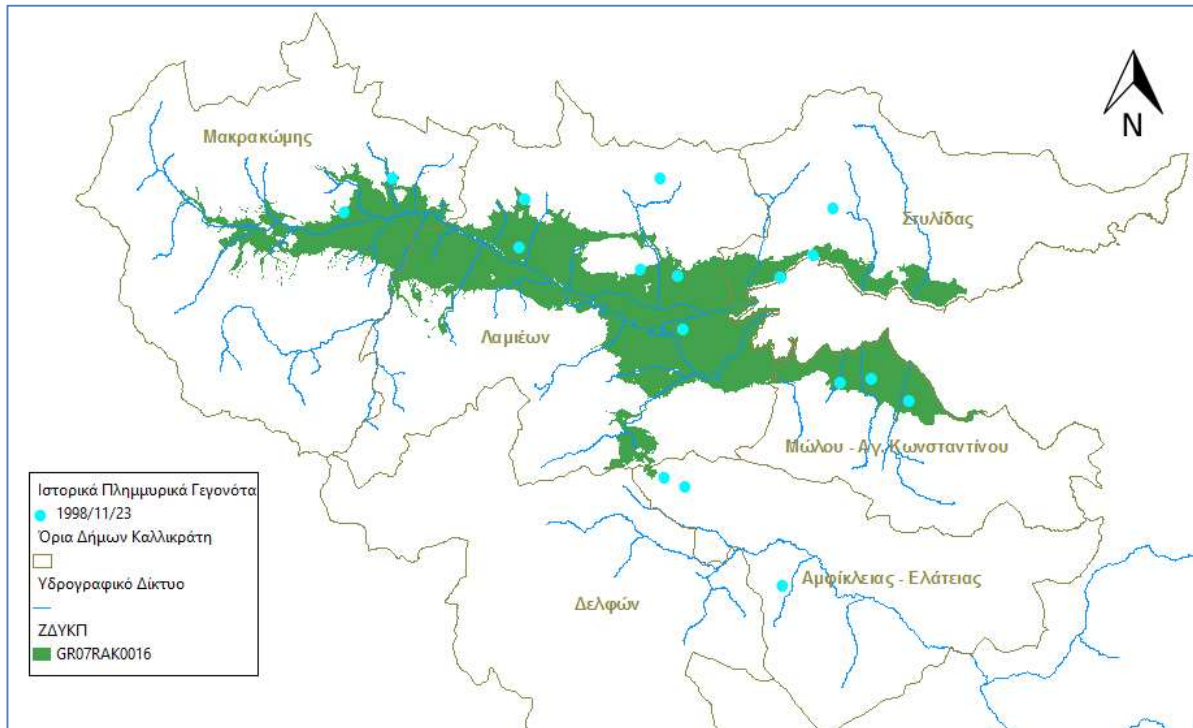 N
Μακρακώμης
Στυλίδας
Λαμιέων
Μώλου - Αγ. Κωνσταντίνου
Αμφίκλειας - Ελάτειας
Δελφών
Ιστορικά Πλημμυρικά Γεγονότα
1998/11/23
Όρια Δήμων Καλλικράτη
Υδρογραφικό Δίκτυο
ΖΔΥΚΠ
GR07RAK0016